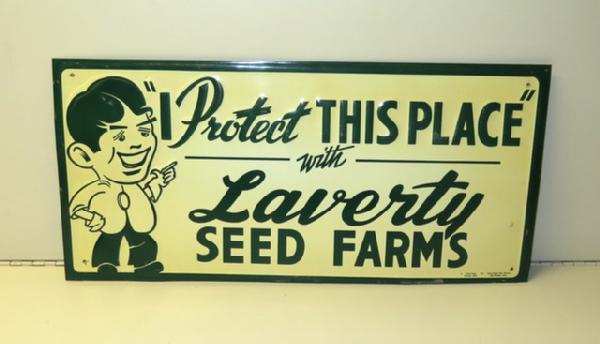 "I Protect THIS PLACE"
with
Laverty
SEED FARMS